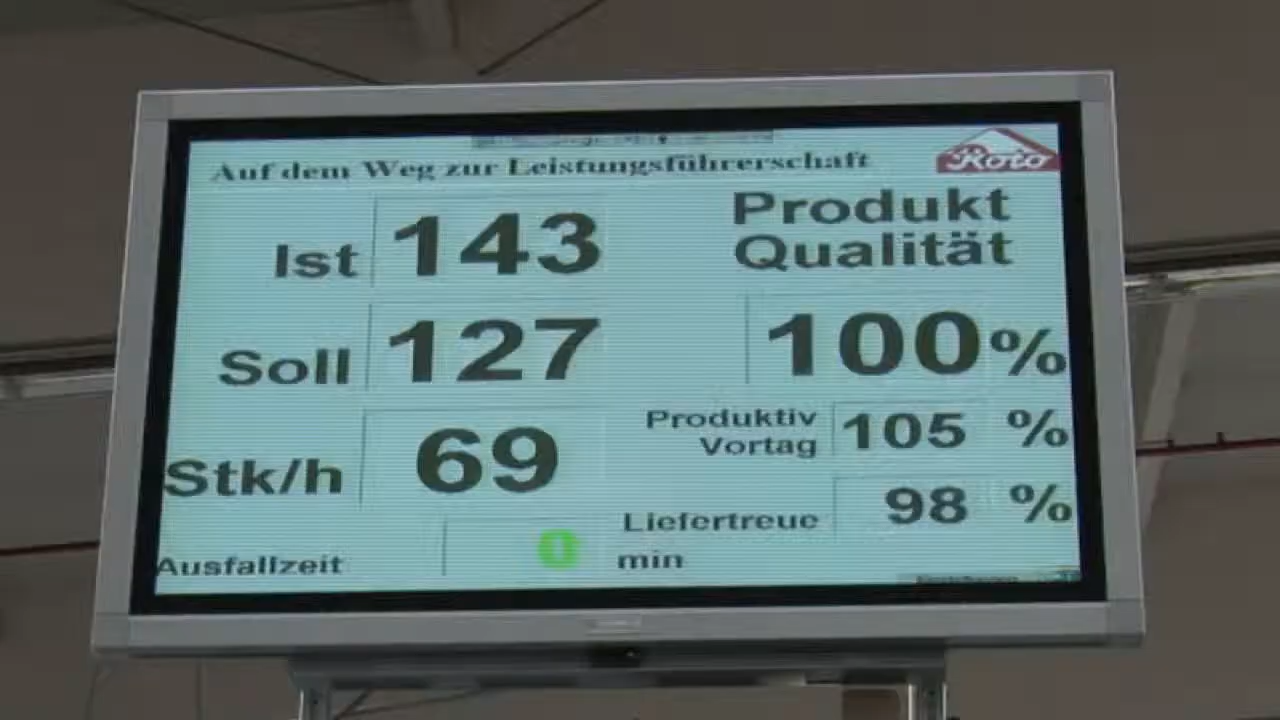 Auf dem Weg zur Leistungsführerschaft
Roto
Ist 143
Soll 127
Stk/h 69
Ausfallzeit 0 min
Produkt
Qualität
100%
Produktiv
Vortag 105 %
Liefertreue 98 %